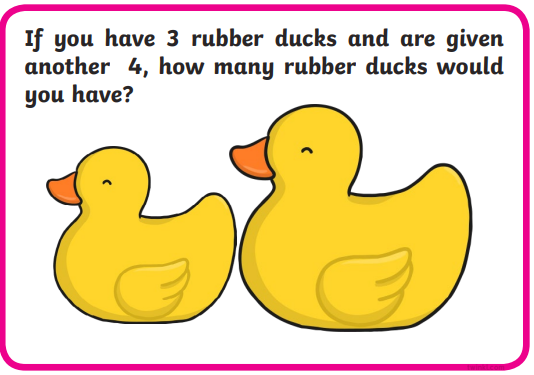 If you have 3 rubber ducks and are given
another 4, how many rubber ducks would
you have?